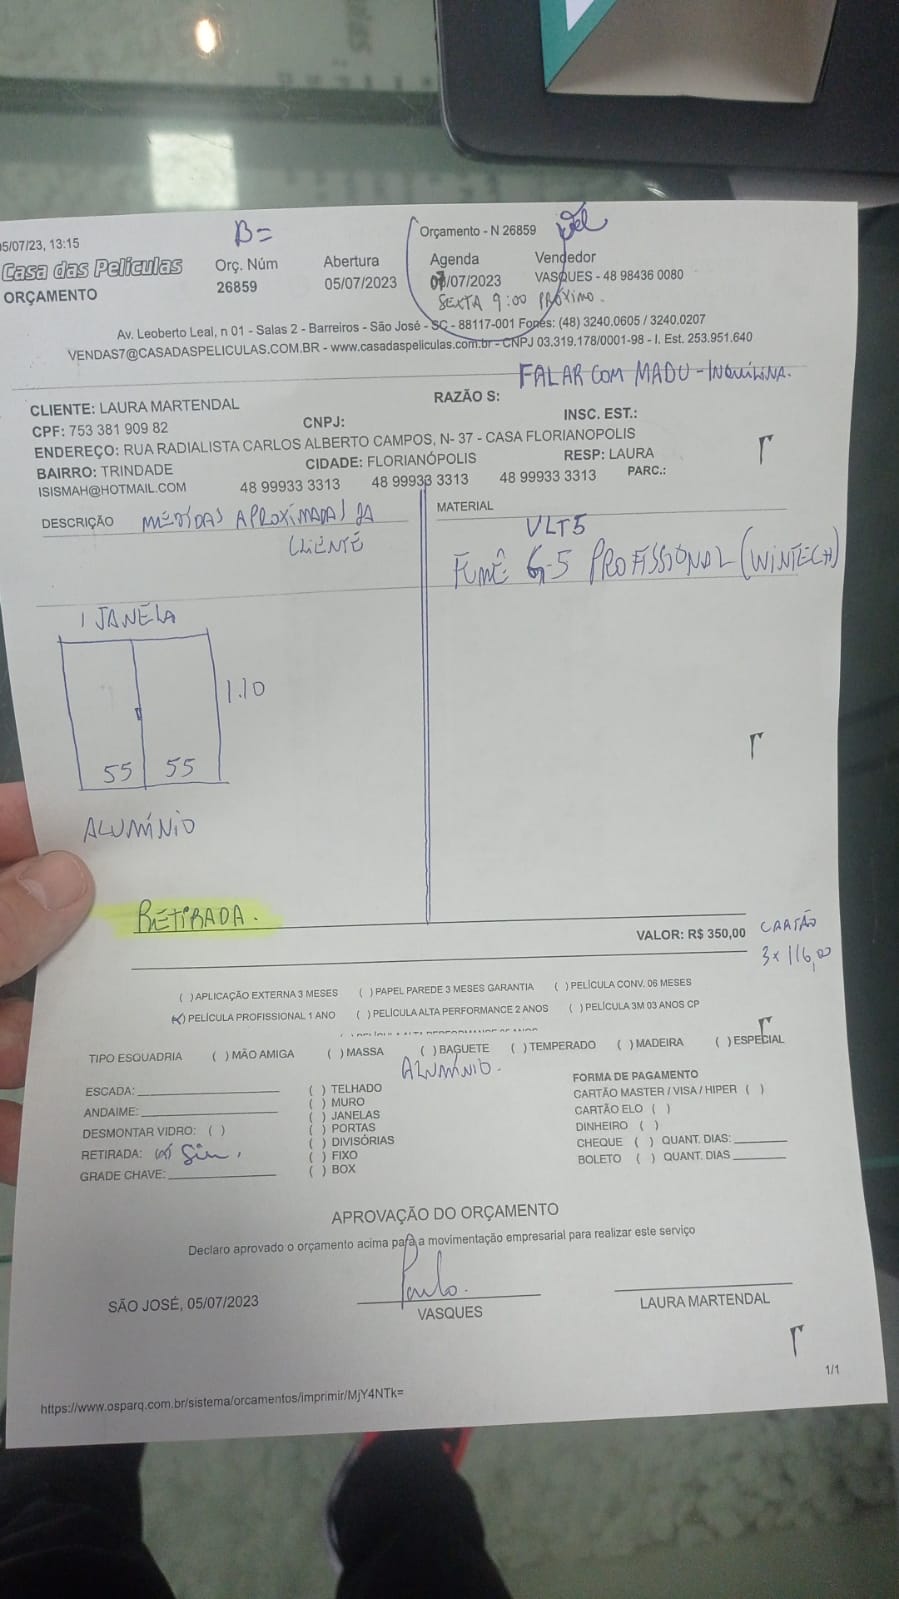 05/07/23, 13:15
B=
Orçamento - N 26859
Casa das Películas
ORÇAMENTO
Orç. Núm
26859
Abertura
05/07/2023
Agenda
07/07/2023
SEXTA 9:00 PRÓXIMO.
Vendedor
VASQUES - 48 98436 0080
Av. Leoberto Leal, n 01 - Salas 2 - Barreiros - São José - SC - 88117-001 Fones: (48) 3240.0605 / 3240.0207
VENDAS7@CASADASPELICULAS.COM.BR - www.casadaspeliculas.com.br - CNPJ 03.319.178/0001-98 - I. Est. 253.951.640
FALAR COM MADU - INQUILINA.
CLIENTE: LAURA MARTENDAL
RAZÃO S:
CPF: 753 381 909 82
CNPJ:
INSC. EST.:
ENDEREÇO: RUA RADIALISTA CARLOS ALBERTO CAMPOS, N- 37 - CASA FLORIANOPOLIS
BAIRRO: TRINDADE
CIDADE: FLORIANÓPOLIS
RESP: LAURA
ISISMAH@HOTMAIL.COM
48 99933 3313
48 99933 3313
48 99933 3313
PARC.:
DESCRIÇÃO
MEDIDAS APROXIMADAS DA
CLIENTE
MATERIAL
VLT5
FUMÊ G-5 PROFISSIONAL (WINTECH)
1 JANELA
1.10
55 55
ALUMÍNIO
RETIRADA.
VALOR: R$ 350,00
CARTÃO
3x 116,00
( )APLICAÇÃO EXTERNA 3 MESES ( )PAPEL PAREDE 3 MESES GARANTIA ( )PELÍCULA CONV. 06 MESES
(x)PELÍCULA PROFISSIONAL 1 ANO ( )PELÍCULA ALTA PERFORMANCE 2 ANOS ( )PELÍCULA 3M 03 ANOS CP
TIPO ESQUADRIA ( )MÃO AMIGA ( )MASSA ( )BAGUETE ( )TEMPERADO ( )MADEIRA ( )ESPECIAL
ALUMÍNIO.
ESCADA:
ANDAIME:
DESMONTAR VIDRO: ( )
RETIRADA: (x) Sim.
GRADE CHAVE:
( ) TELHADO
( ) MURO
( ) JANELAS
( ) PORTAS
( ) DIVISÓRIAS
( ) FIXO
( ) BOX
FORMA DE PAGAMENTO
CARTÃO MASTER / VISA / HIPER ( )
CARTÃO ELO ( )
DINHEIRO ( )
CHEQUE ( ) QUANT. DIAS:
BOLETO ( ) QUANT. DIAS
APROVAÇÃO DO ORÇAMENTO
Declaro aprovado o orçamento acima para a movimentação empresarial para realizar este serviço
Paulo.
SÃO JOSÉ, 05/07/2023
VASQUES
LAURA MARTENDAL
1/1
https://www.osparq.com.br/sistema/orcamentos/imprimir/MjY4NTk=